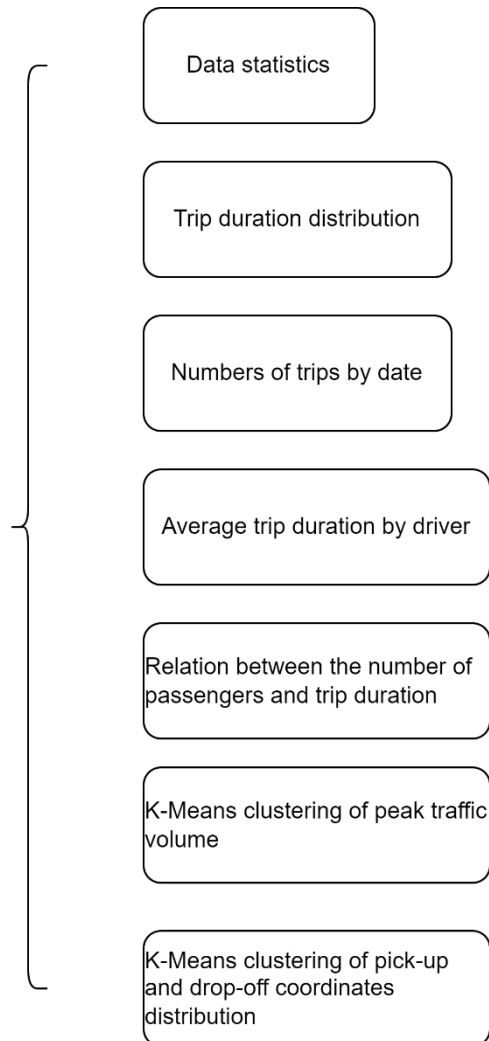 Data statistics
Trip duration distribution
Numbers of trips by date
Average trip duration by driver
Relation between the number of
passengers and trip duration
K-Means clustering of peak traffic
volume
K-Means clustering of pick-up
and drop-off coordinates
distribution